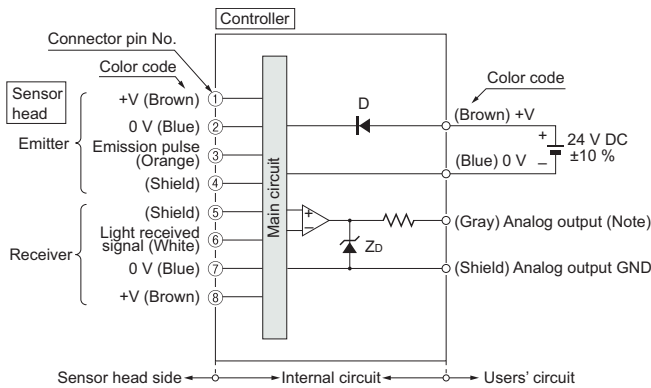 Controller
Connector pin No.
Color code
Sensor
head
Emitter
+V (Brown) 1
0 V (Blue) 2
Emission pulse
(Orange) 3
(Shield) 4
Receiver
(Shield) 5
Light received
signal (White) 6
0 V (Blue) 7
+V (Brown) 8
Main circuit
D
+
−
ZD
Color code
(Brown) +V
+
24 V DC
±10 %
(Blue) 0 V
−
(Gray) Analog output (Note)
(Shield) Analog output GND
Sensor head side
Internal circuit
Users' circuit